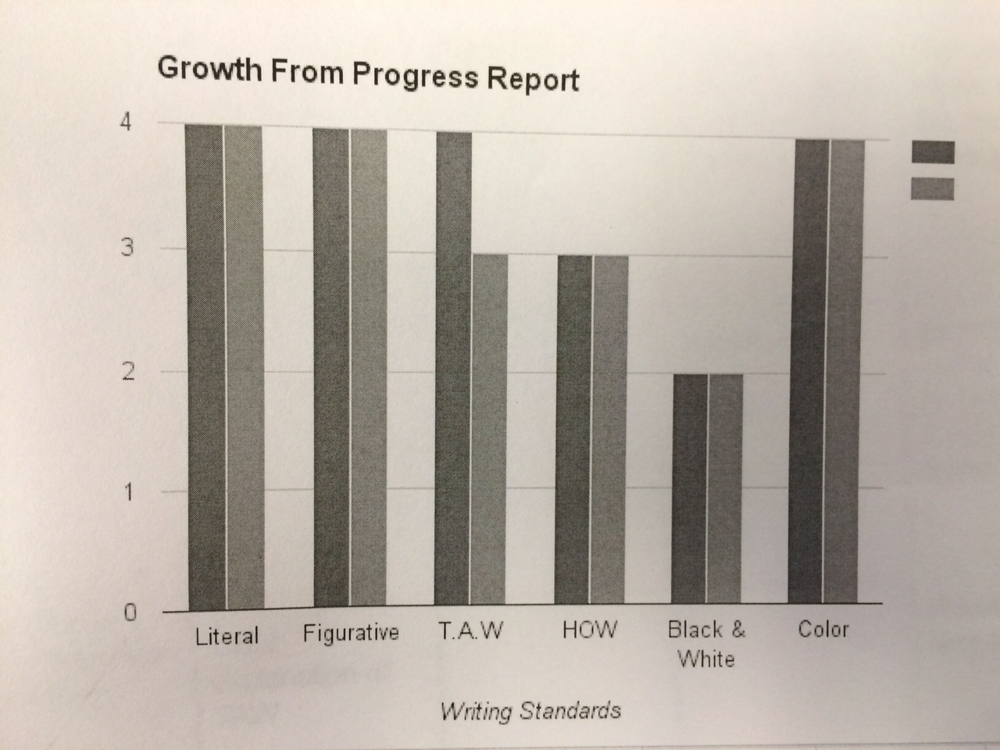 Growth From Progress Report
4
3
2
1
0
Literal
Figurative
T.A.W
HOW
Black &
White
Color
Writing Standards